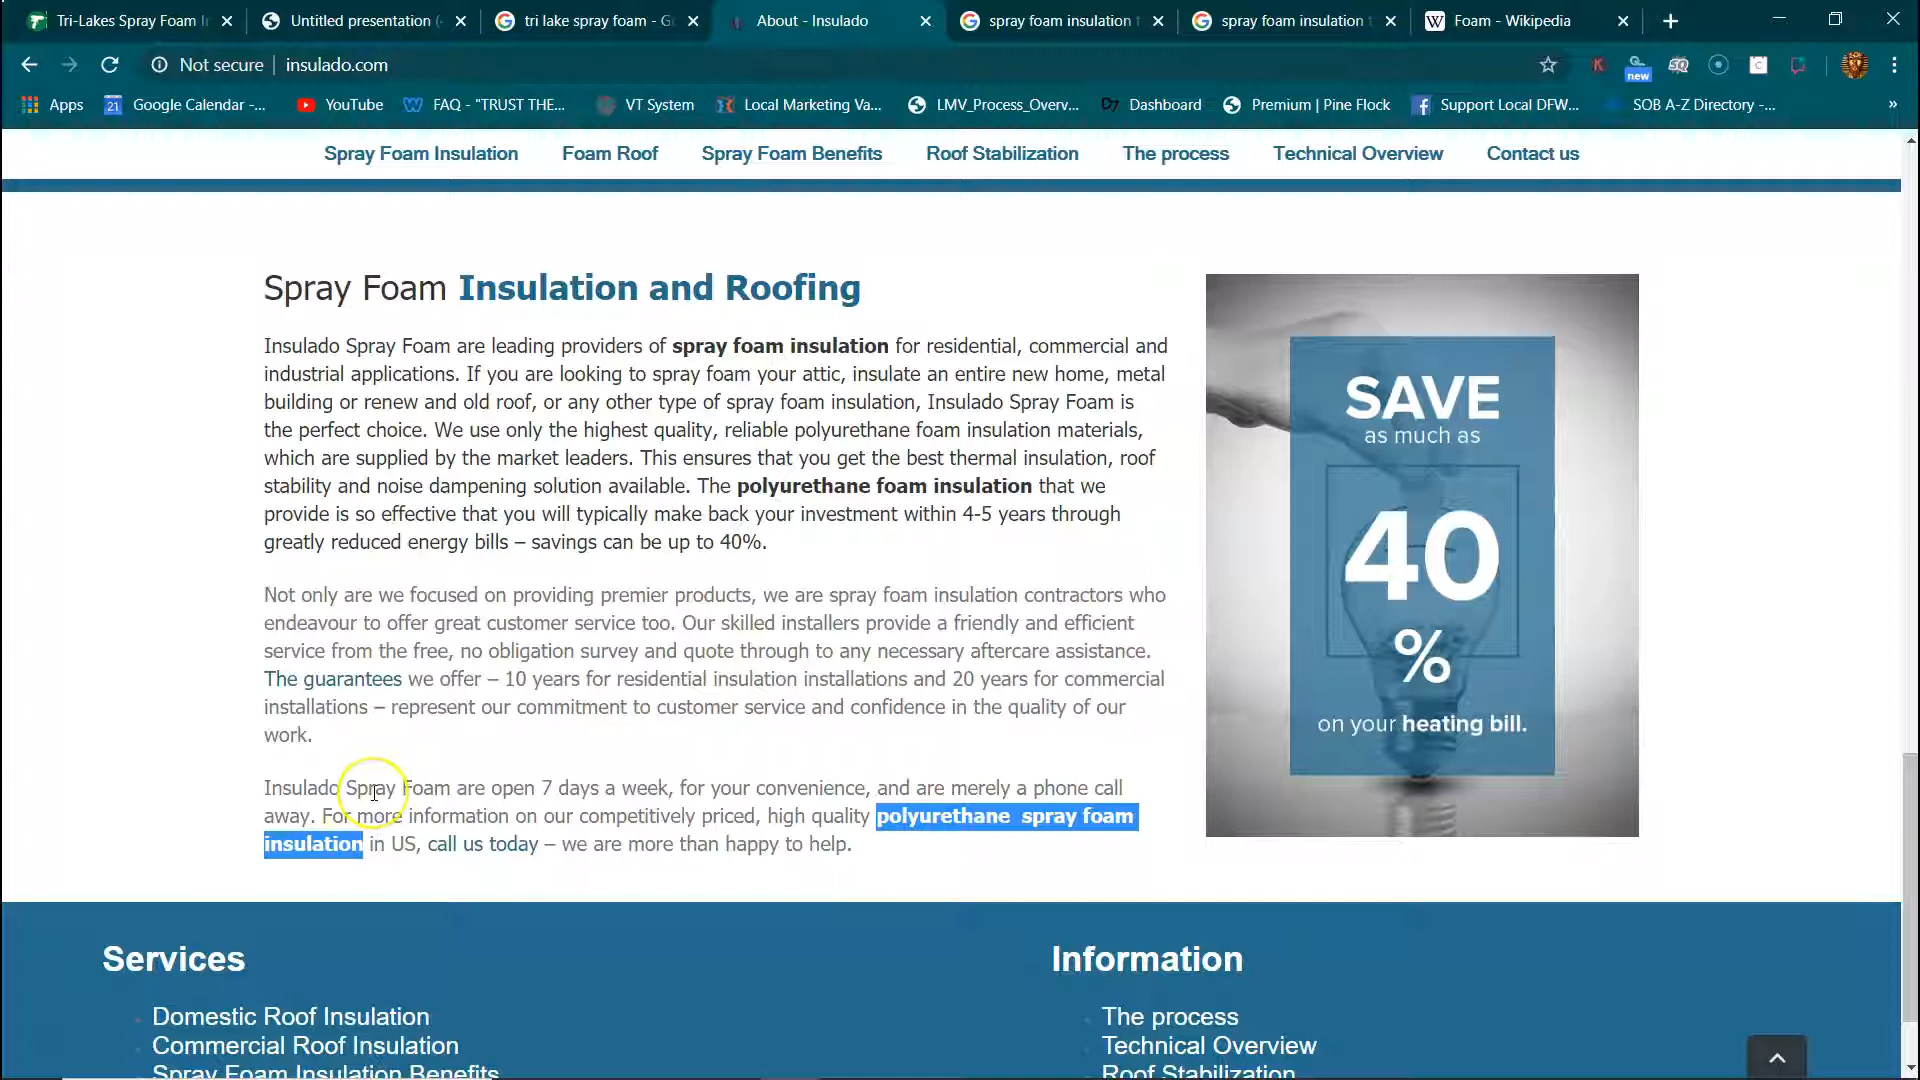 Tri-Lakes Spray Foam I
Untitled presentation (
tri lake spray foam - G
About - Insulado
spray foam insulation
spray foam insulation
Foam - Wikipedia
Not secure
insulado.com
new
SQ
Apps
Google Calendar -...
YouTube
FAQ - "TRUST THE...
VT System
Local Marketing Va...
LMV_Process_Overv...
Dashboard
Premium | Pine Flock
Support Local DFW...
SOB A-Z Directory -...
»
Spray Foam Insulation
Foam Roof
Spray Foam Benefits
Roof Stabilization
The process
Technical Overview
Contact us
Spray Foam Insulation and Roofing
Insulado Spray Foam are leading providers of spray foam insulation for residential, commercial and
industrial applications. If you are looking to spray foam your attic, insulate an entire new home, metal
building or renew and old roof, or any other type of spray foam insulation, Insulado Spray Foam is
the perfect choice. We use only the highest quality, reliable polyurethane foam insulation materials,
which are supplied by the market leaders. This ensures that you get the best thermal insulation, roof
stability and noise dampening solution available. The polyurethane foam insulation that we
provide is so effective that you will typically make back your investment within 4-5 years through
greatly reduced energy bills – savings can be up to 40%.
Not only are we focused on providing premier products, we are spray foam insulation contractors who
endeavour to offer great customer service too. Our skilled installers provide a friendly and efficient
service from the free, no obligation survey and quote through to any necessary aftercare assistance.
The guarantees we offer – 10 years for residential insulation installations and 20 years for commercial
installations – represent our commitment to customer service and confidence in the quality of our
work.
Insulado Spray Foam are open 7 days a week, for your convenience, and are merely a phone call
away. For more information on our competitively priced, high quality polyurethane spray foam
insulation in US, call us today – we are more than happy to help.
SAVE
as much as
40
%
on your heating bill.
Services
Domestic Roof Insulation
Commercial Roof Insulation
Spray Foam Insulation Benefits
Information
The process
Technical Overview
Roof Stabilization